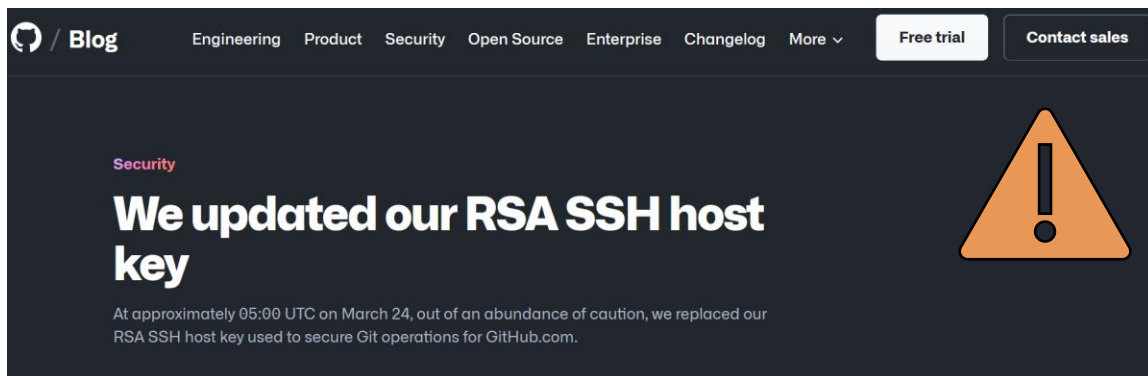 / Blog Engineering Product Security Open Source Enterprise Changelog More Free trial Contact sales
Security
We updated our RSA SSH host
key
At approximately 05:00 UTC on March 24, out of an abundance of caution, we replaced our
RSA SSH host key used to secure Git operations for GitHub.com.
!